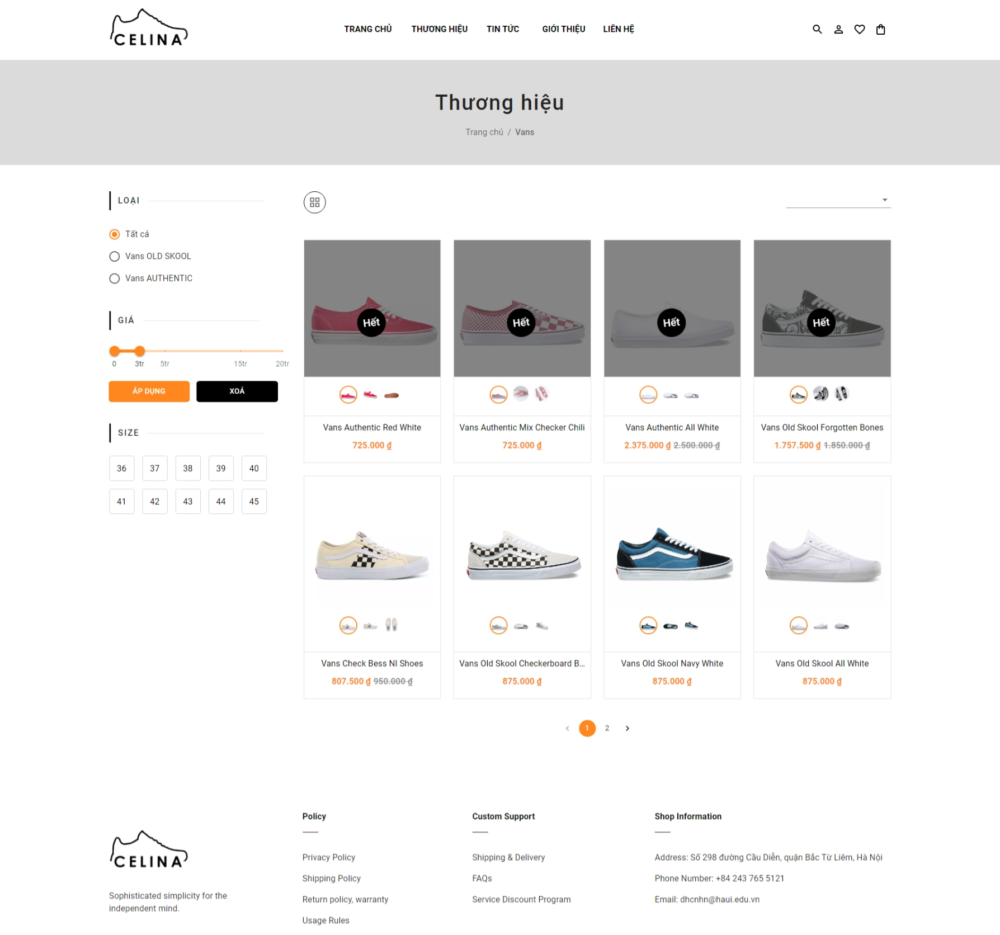 CELINA
TRANG CHỦ THƯƠNG HIỆU TIN TỨC GIỚI THIỆU LIÊN HỆ
Thương hiệu
Trang chủ / Vans
LOẠI
Tất cả
Vans OLD SKOOL
Vans AUTHENTIC
GIÁ
0 3tr 5tr 15tr 20tr
ÁP DỤNG XOÁ
SIZE
36 37 38 39 40
41 42 43 44 45
Hết Hết Hết Hết
Vans Authentic Red White
725.000 ₫
Vans Authentic Mix Checker Chili
725.000 ₫
Vans Authentic All White
2.375.000 ₫ 2.500.000 ₫
Vans Old Skool Forgotten Bones
1.757.500 ₫ 1.850.000 ₫
Vans Check Bess NI Shoes
807.500 ₫ 950.000 ₫
Vans Old Skool Checkerboard B...
875.000 ₫
Vans Old Skool Navy White
875.000 ₫
Vans Old Skool All White
875.000 ₫
1 2
CELINA
Sophisticated simplicity for the
independent mind.
Policy
Privacy Policy
Shipping Policy
Return policy, warranty
Usage Rules
Custom Support
Shipping & Delivery
FAQs
Service Discount Program
Shop Information
Address: Số 298 đường Cầu Diễn, quận Bắc Từ Liêm, Hà Nội
Phone Number: +84 243 765 5121
Email: dhcnhn@haui.edu.vn